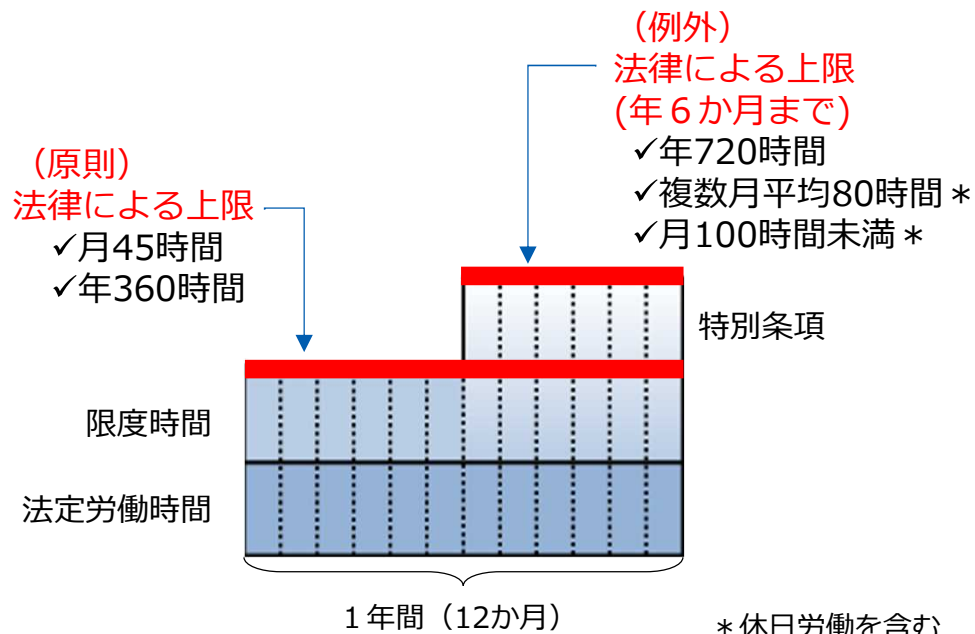 （例外）
法律による上限
(年６か月まで)
✓年720時間
✓複数月平均80時間＊
✓月100時間未満＊
（原則）
法律による上限
✓月45時間
✓年360時間
特別条項
限度時間
法定労働時間
１年間（12か月）
＊休日労働を含む